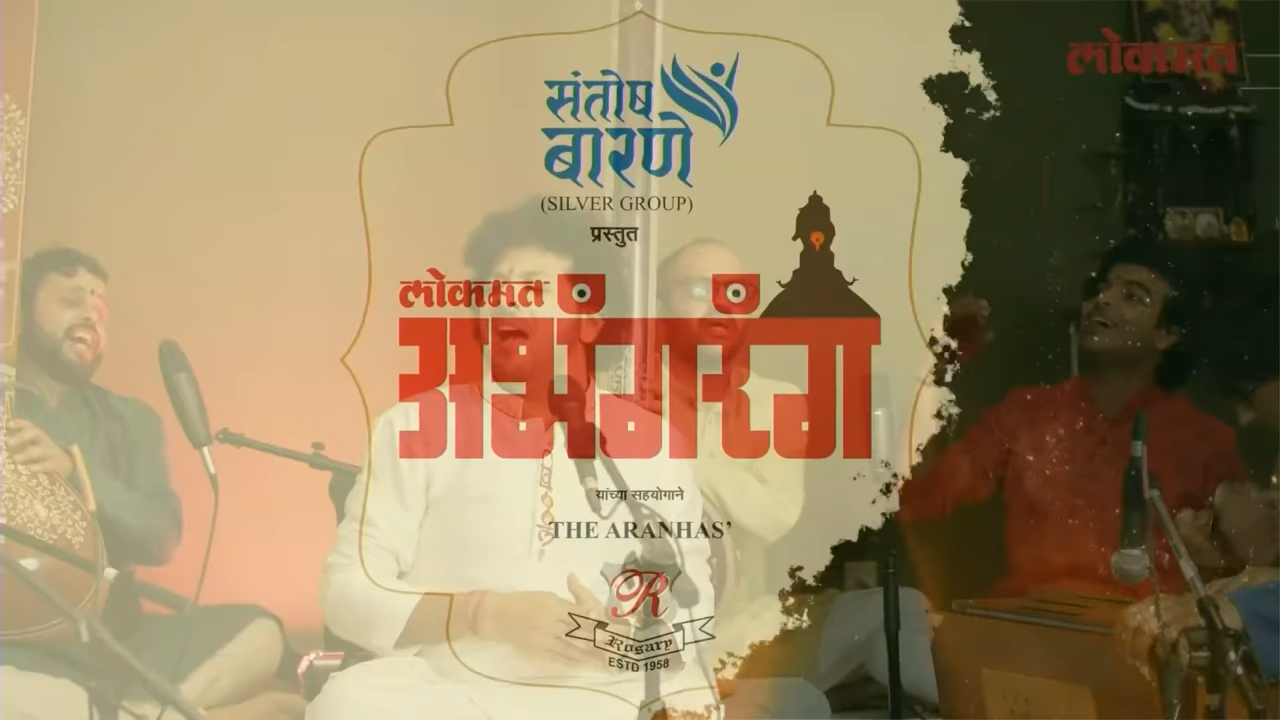 लोकमत
संतोष
बारणे
(SILVER GROUP)
प्रस्तुत
लोकमत
अभंगरंग
यांच्या सहयोगाने
THE ARANHAS’
R
Rosary
ESTD 1958